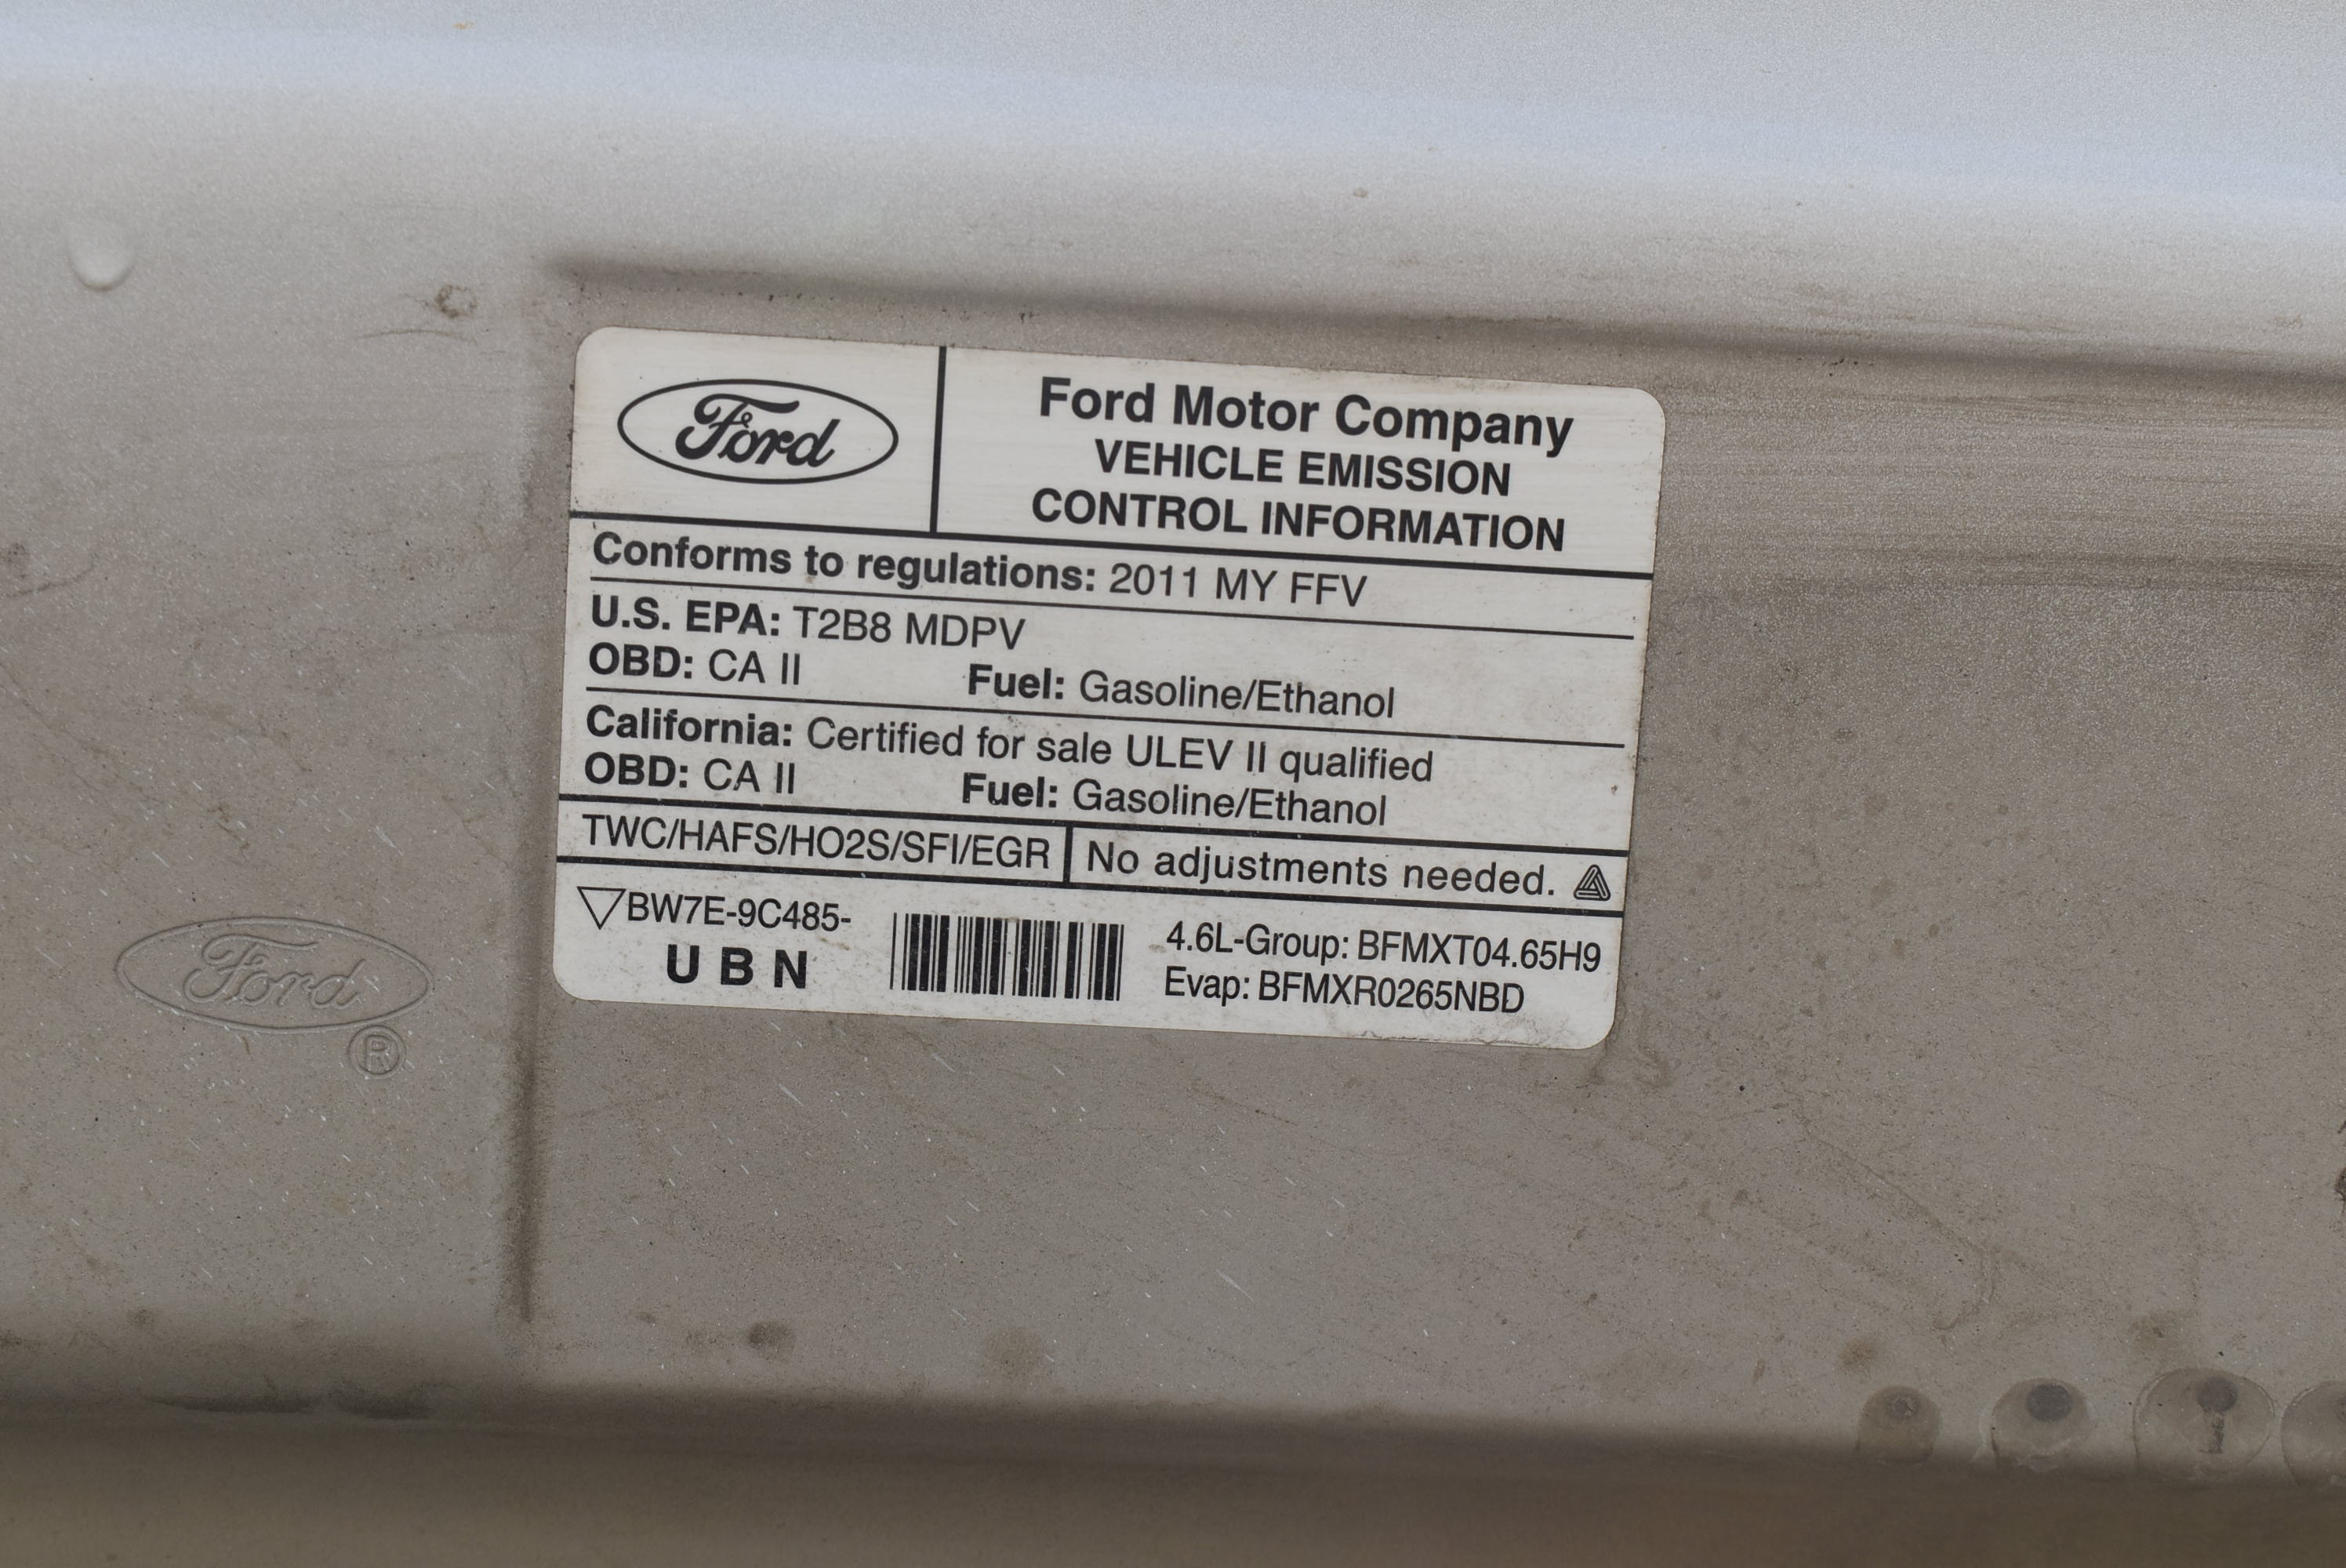 Ford
Ford Motor Company
VEHICLE EMISSION
CONTROL INFORMATION
Conforms to regulations: 2011 MY FFV
U.S. EPA: T2B8 MDPV
OBD: CA II Fuel: Gasoline/Ethanol
California: Certified for sale ULEV II qualified
OBD: CA II Fuel: Gasoline/Ethanol
TWC/HAFS/HO2S/SFI/EGR No adjustments needed.
BW7E-9C485-
UBN
4.6L-Group: BFMXT04.65H9
Evap: BFMXR0265NBD
Ford
®